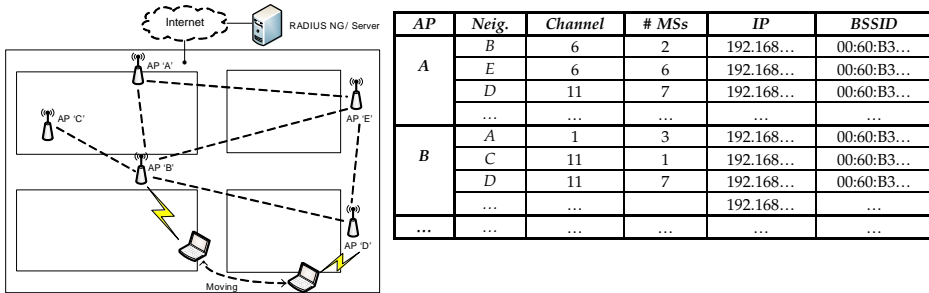 Internet
RADIUS NG/ Server
AP 'A'
AP 'C'
AP 'E'
AP 'B'
AP 'D'
Moving
AP Neig. Channel # MSs IP BSSID
A B 6 2 192.168… 00:60:B3…
E 6 6 192.168… 00:60:B3…
D 11 7 192.168… 00:60:B3…
… … … … …
B A 1 3 192.168… 00:60:B3…
C 11 1 192.168… 00:60:B3…
D 11 7 192.168… 00:60:B3…
… … 192.168… …
… … … … … …